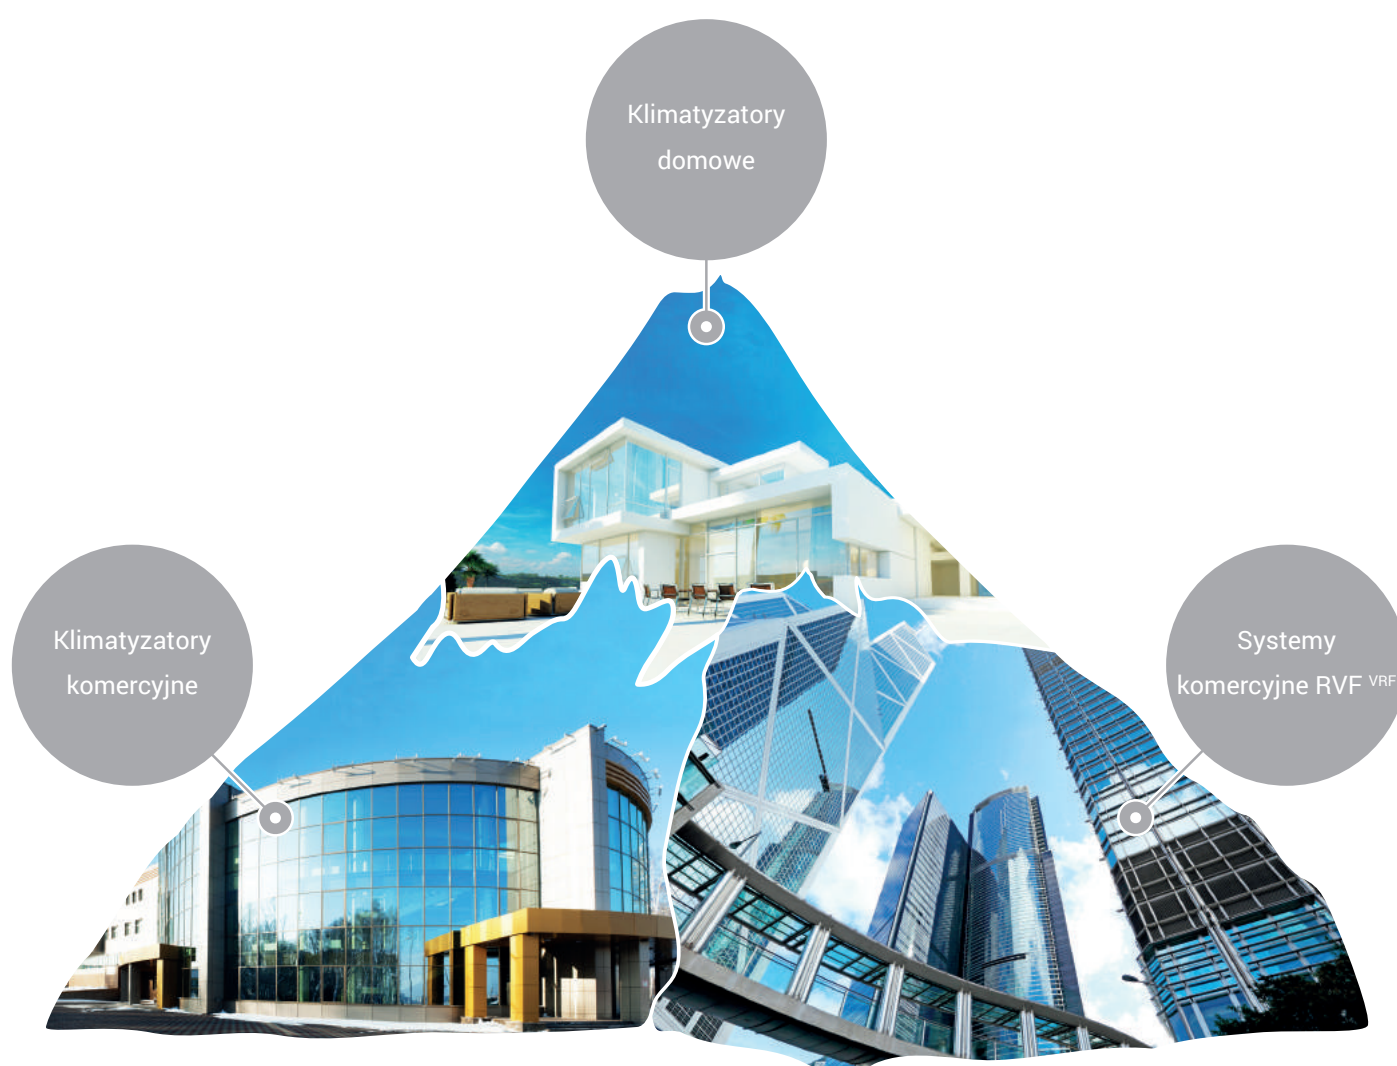 Klimatyzatory
domowe
Klimatyzatory
komercyjne
Systemy
komercyjne RVF VRF